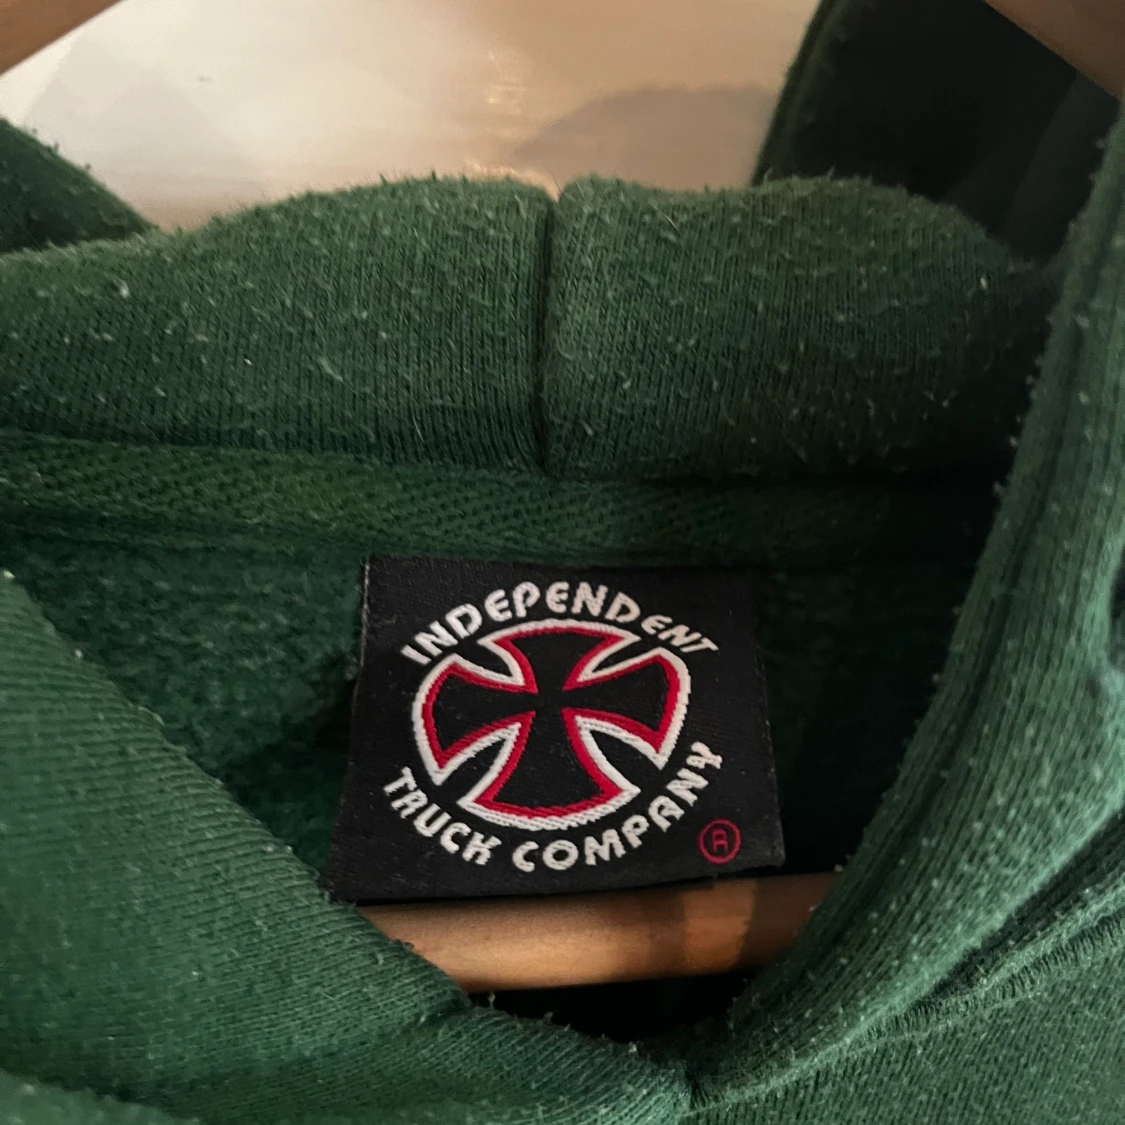 INDEPENDENT
TRUCK COMPANY
®